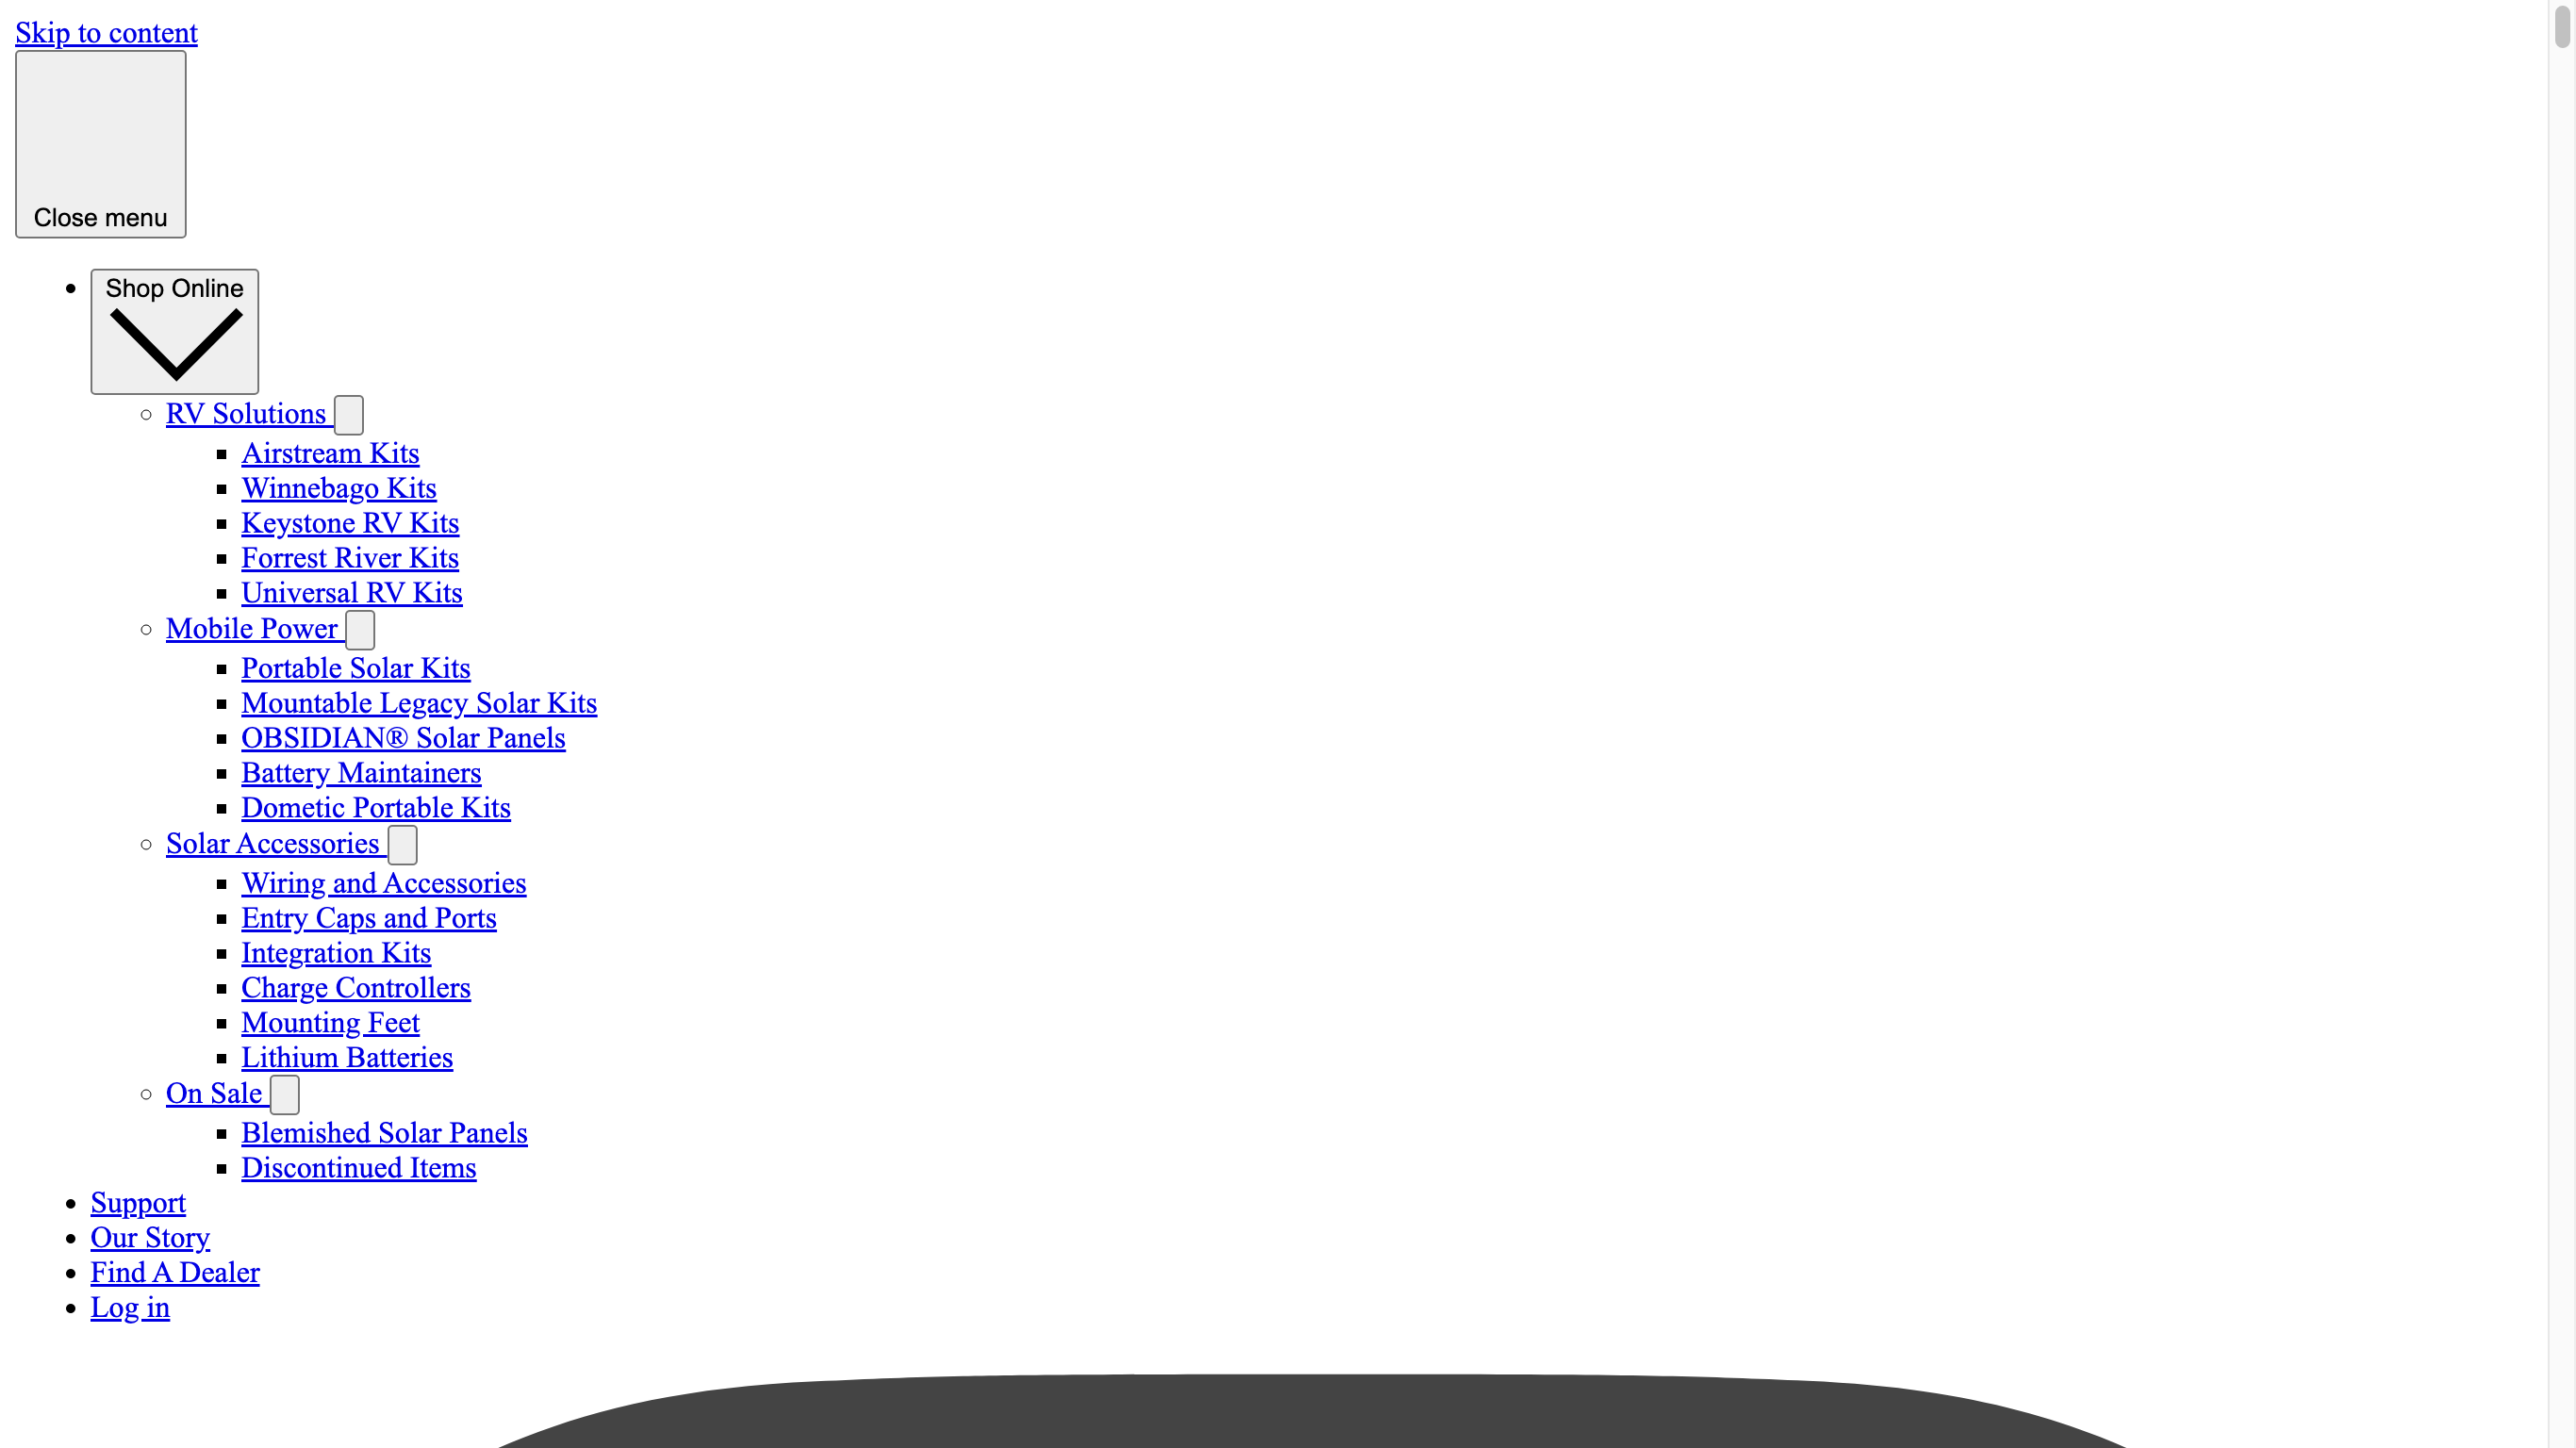 Skip to content
Close menu
Shop Online
RV Solutions
Airstream Kits
Winnebago Kits
Keystone RV Kits
Forrest River Kits
Universal RV Kits
Mobile Power
Portable Solar Kits
Mountable Legacy Solar Kits
OBSIDIAN® Solar Panels
Battery Maintainers
Dometic Portable Kits
Solar Accessories
Wiring and Accessories
Entry Caps and Ports
Integration Kits
Charge Controllers
Mounting Feet
Lithium Batteries
On Sale
Blemished Solar Panels
Discontinued Items
Support
Our Story
Find A Dealer
Log in